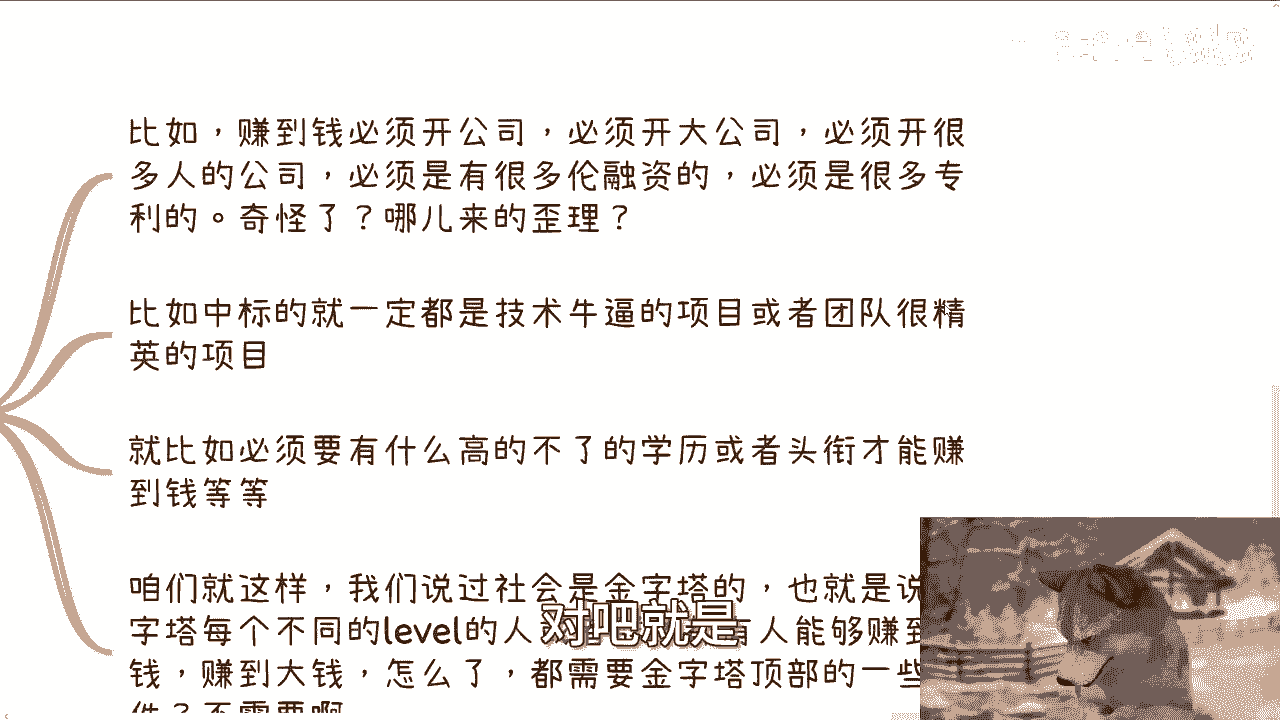 比如，赚到钱必须开公司，必须开大公司，必须开很
多人的公司，必须是有很多伦融资的，必须是很多专
利的。奇怪了？哪儿来的歪理？
比如中标的就一定都是技术牛逼的项目或者团队很精
英的项目
就比如必须要有什么高的不了的学历或者头衔才能赚
到钱等等
咱们就这样，我们说过社会是金字塔的，也就是说
字塔每个不同的level的人
有人能够赚到
对吧就是
钱，赚到大钱，怎么了，都需要金字塔顶部的一些
件？不需要啊